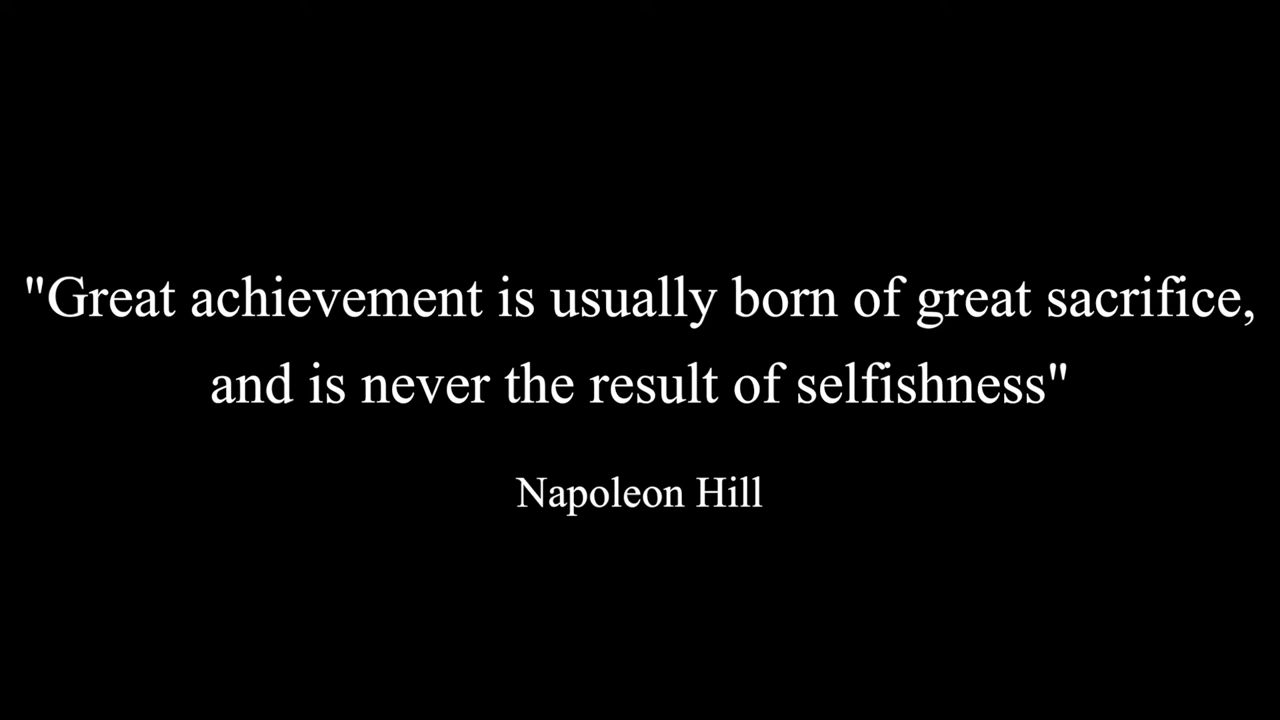 "Great achievement is usually born of great sacrifice,
and is never the result of selfishness"
Napoleon Hill